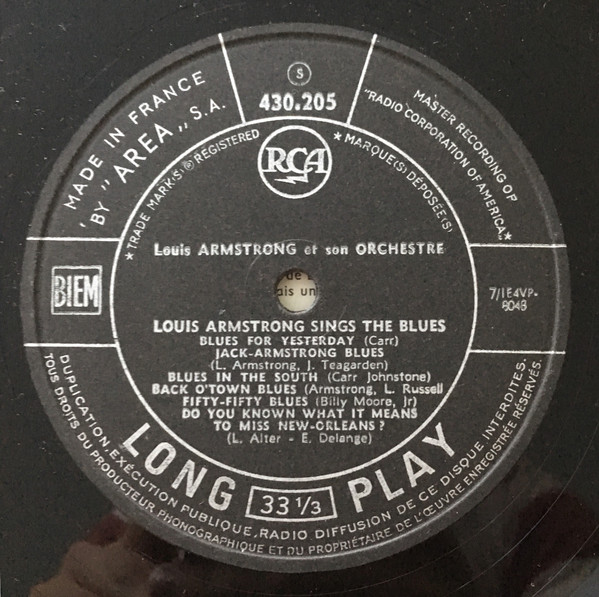 S
430.205
MADE IN FRANCE
BY "AREA" S.A.
MASTER RECORDING OF
"RADIO CORPORATION OF AMERICA"
* TRADE MARK(S) ® REGISTERED
RCA
* MARQUE(S) DÉPOSÉE(S) *
Louis ARMSTRONG et son ORCHESTRE
BIEM
7/1E4VP-
8048
LOUIS ARMSTRONG SINGS THE BLUES
BLUES FOR YESTERDAY (Carr)
JACK-ARMSTRONG BLUES
(L. Armstrong, J. Teagarden)
BLUES IN THE SOUTH (Carr Johnstone)
BACK O'TOWN BLUES (Armstrong, L. Russell
FIFTY-FIFTY BLUES (Billy Moore, Jr)
DO YOU KNOWN WHAT IT MEANS
TO MISS NEW-ORLEANS ?
(L. Alter - E. Delange)
LONG PLAY
33 1/3
DUPLICATION, EXÉCUTION PUBLIQUE, RADIO DIFFUSION DE CE DISQUE INTERDITES.
TOUS DROITS DU PRODUCTEUR PHONOGRAPHIQUE ET DU PROPRIÉTAIRE DE L'ŒUVRE ENREGISTRÉE RÉSERVÉS.